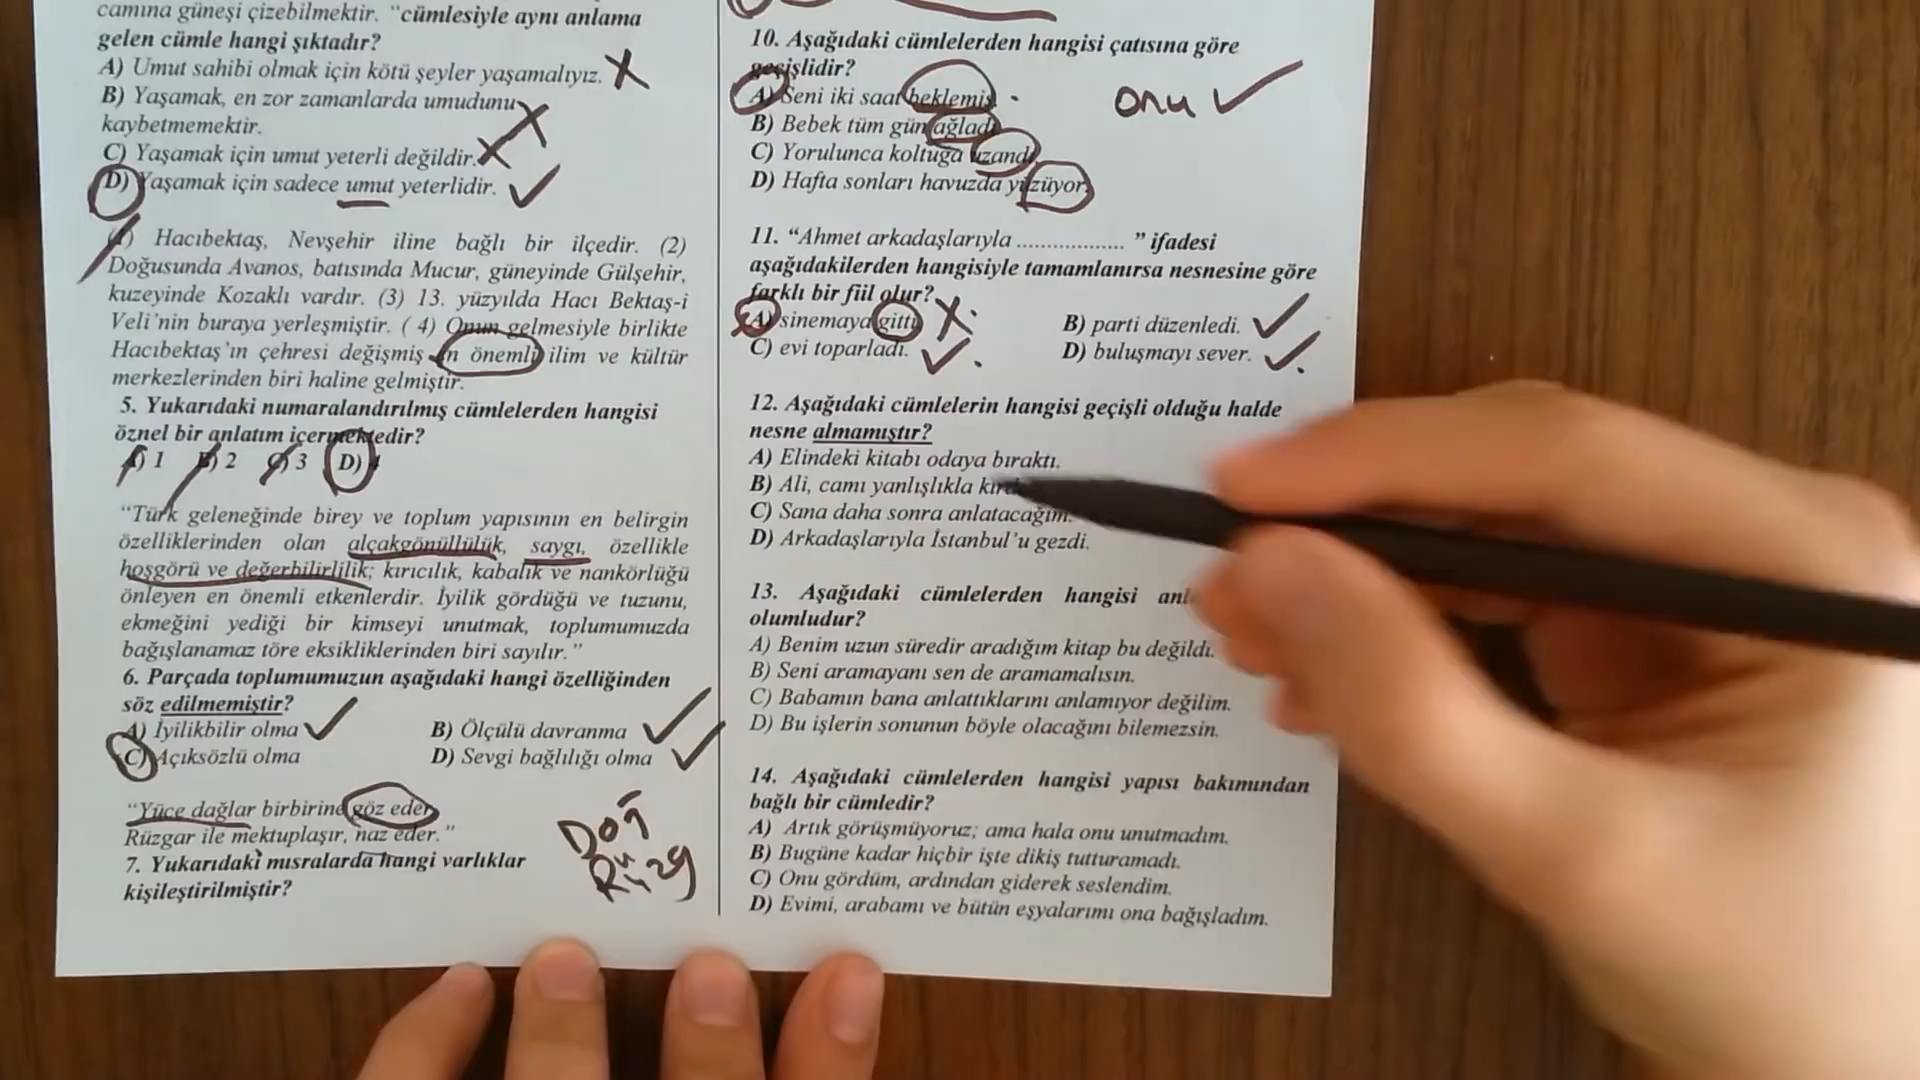 camına güneşi çizebilmektir. "cümlesiyle aynı anlama
gelen cümle hangi şıktadır?
A) Umut sahibi olmak için kötü şeyler yaşamalıyız.
B) Yaşamak, en zor zamanlarda umudunu
kaybetmemektir.
C) Yaşamak için umut yeterli değildir.
D) Yaşamak için sadece umut yeterlidir.
(1) Hacıbektaş, Nevşehir iline bağlı bir ilçedir. (2)
Doğusunda Avanos, batısında Mucur, güneyinde Gülşehir,
kuzeyinde Kozaklı vardır. (3) 13. yüzyılda Hacı Bektaş-i
Veli'nin buraya yerleşmiştir. ( 4) Onun gelmesiyle birlikte
Hacıbektaş'ın çehresi değişmiş en önemli ilim ve kültür
merkezlerinden biri haline gelmiştir.
5. Yukarıdaki numaralandırılmış cümlelerden hangisi
öznel bir anlatım içermektedir?
A) 1 B) 2 C) 3 D) 4
"Türk geleneğinde birey ve toplum yapısının en belirgin
özelliklerinden olan alçakgönüllülük, saygı, özellikle
hoşgörü ve değerbilirlilik; kırıcılık, kabalık ve nankörlüğü
önleyen en önemli etkenlerdir. İyilik gördüğü ve tuzunu,
ekmeğini yediği bir kimseyi unutmak, toplumumuzda
bağışlanamaz töre eksikliklerinden biri sayılır."
6. Parçada toplumumuzun aşağıdaki hangi özelliğinden
söz edilmemiştir?
A) İyilikbilir olma B) Ölçülü davranma
C) Açıksözlü olma D) Sevgi bağlılığı olma
"Yüce dağlar birbirine göz eder,
Rüzgar ile mektuplaşır, naz eder."
7. Yukarıdaki mısralarda hangi varlıklar
kişileştirilmiştir?
Doğ
Rüzg
10. Aşağıdaki cümlelerden hangisi çatısına göre
geçişlidir?
A) Seni iki saat beklemiş.
B) Bebek tüm gün ağladı.
C) Yorulunca koltuğa uzandı.
D) Hafta sonları havuzda yüzüyor.
onu
11. "Ahmet arkadaşlarıyla .................. " ifadesi
aşağıdakilerden hangisiyle tamamlanırsa nesnesine göre
farklı bir fiil olur?
A) sinemaya gitti. B) parti düzenledi.
C) evi toparladı. D) buluşmayı sever.
12. Aşağıdaki cümlelerin hangisi geçişli olduğu halde
nesne almamıştır?
A) Elindeki kitabı odaya bıraktı.
B) Ali, camı yanlışlıkla
C) Sana daha sonra anlatacağım.
D) Arkadaşlarıyla İstanbul'u gezdi.
13. Aşağıdaki cümlelerden hangisi
olumludur?
A) Benim uzun süredir aradığım kitap bu değildi.
B) Seni aramayanı sen de aramamalısın.
C) Babamın bana anlattıklarını anlamıyor değilim.
D) Bu işlerin sonunun böyle olacağını bilemezsin.
14. Aşağıdaki cümlelerden hangisi yapısı bakımından
bağlı bir cümledir?
A) Artık görüşmüyoruz; ama hala onu unutmadım.
B) Bugüne kadar hiçbir işte dikiş tutturamadı.
C) Onu gördüm, ardından giderek seslendim.
D) Evimi, arabamı ve bütün eşyalarımı ona bağışladım.